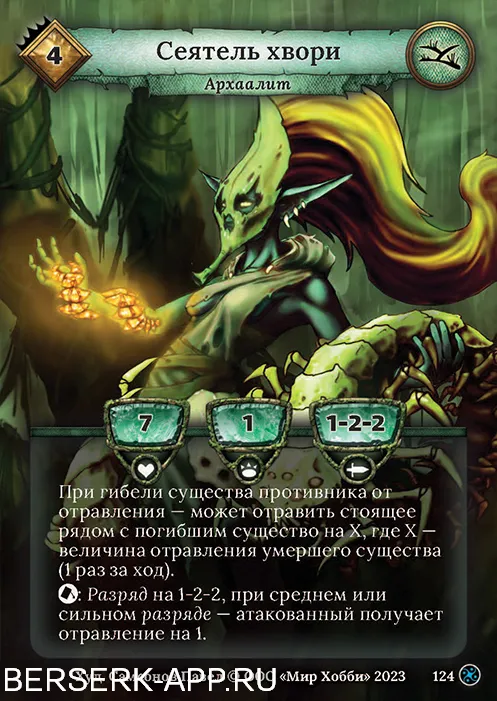 4
Сеятель хвори
Архаалит
7
1
1-2-2
При гибели существа противника от
отравления — может отравить стоящее
рядом с погибшим существо на X, где X —
величина отравления умершего существа
(1 раз за ход).
: Разряд на 1-2-2, при среднем или
сильном разряде — атакованный получает
отравление на 1.
Павел © ООО «Мир Хобби» 2023
124
BERSERK-APP.RU